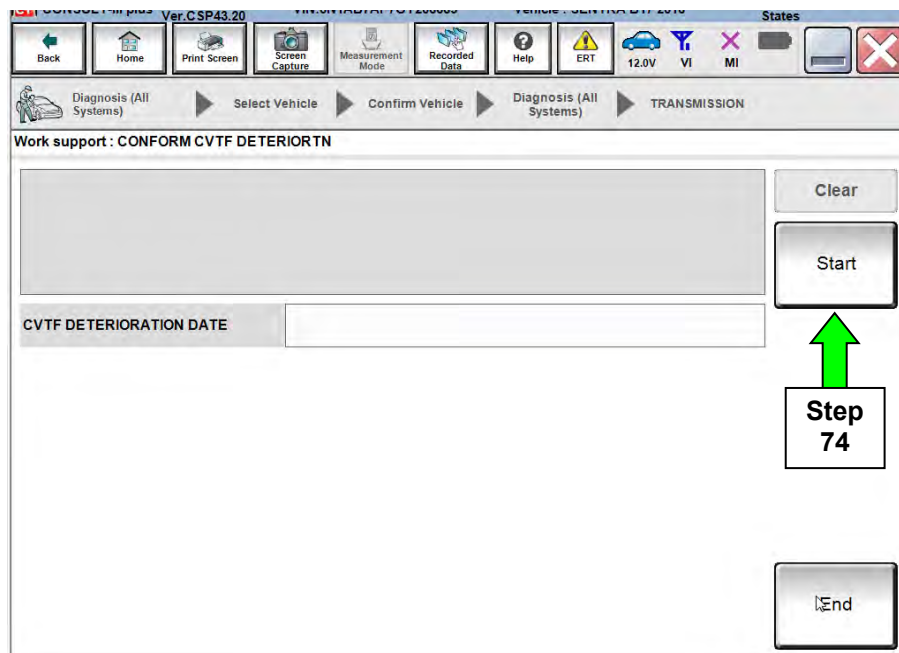 Ver.CSP43.20
States
Back
Home
Print Screen
Screen
Capture
Measurement
Mode
Recorded
Data
Help
ERT
12.0V
VI
MI
Diagnosis (All
Systems)
Select Vehicle
Confirm Vehicle
Diagnosis (All
Systems)
TRANSMISSION
Work support : CONFORM CVTF DETERIORTN
Clear
Start
CVTF DETERIORATION DATE
Step
74
End